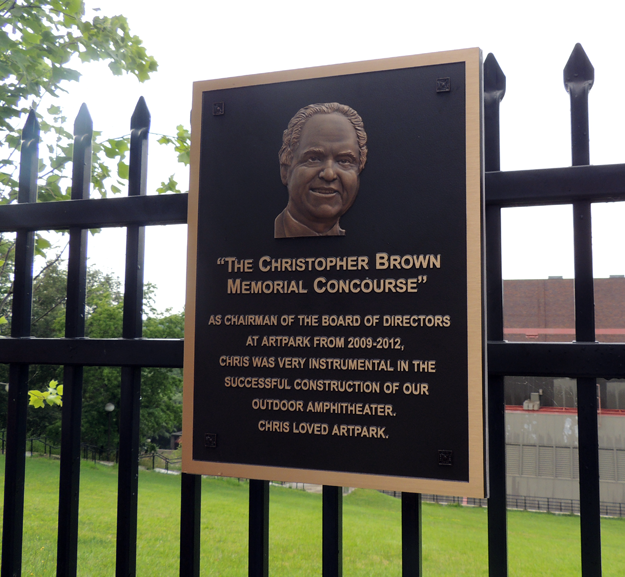 “The Christopher Brown
Memorial Concourse”
AS CHAIRMAN OF THE BOARD OF DIRECTORS
AT ARTPARK FROM 2009-2012,
CHRIS WAS VERY INSTRUMENTAL IN THE
SUCCESSFUL CONSTRUCTION OF OUR
OUTDOOR AMPHITHEATER.
CHRIS LOVED ARTPARK.